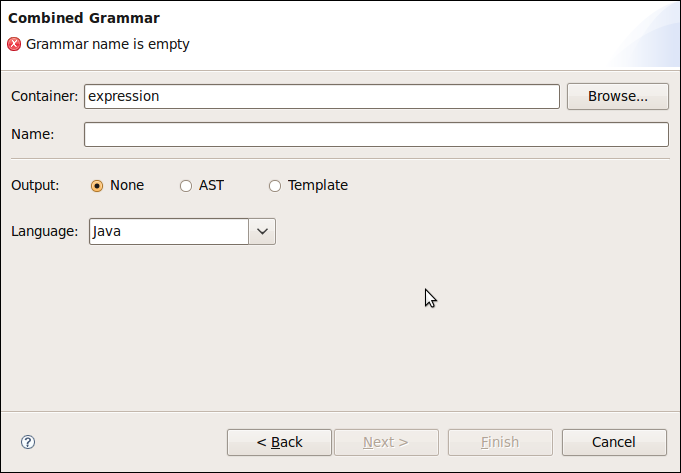 Combined Grammar
Grammar name is empty
Container: expression Browse...
Name:
Output: None AST Template
Language: Java
? < Back Next > Finish Cancel